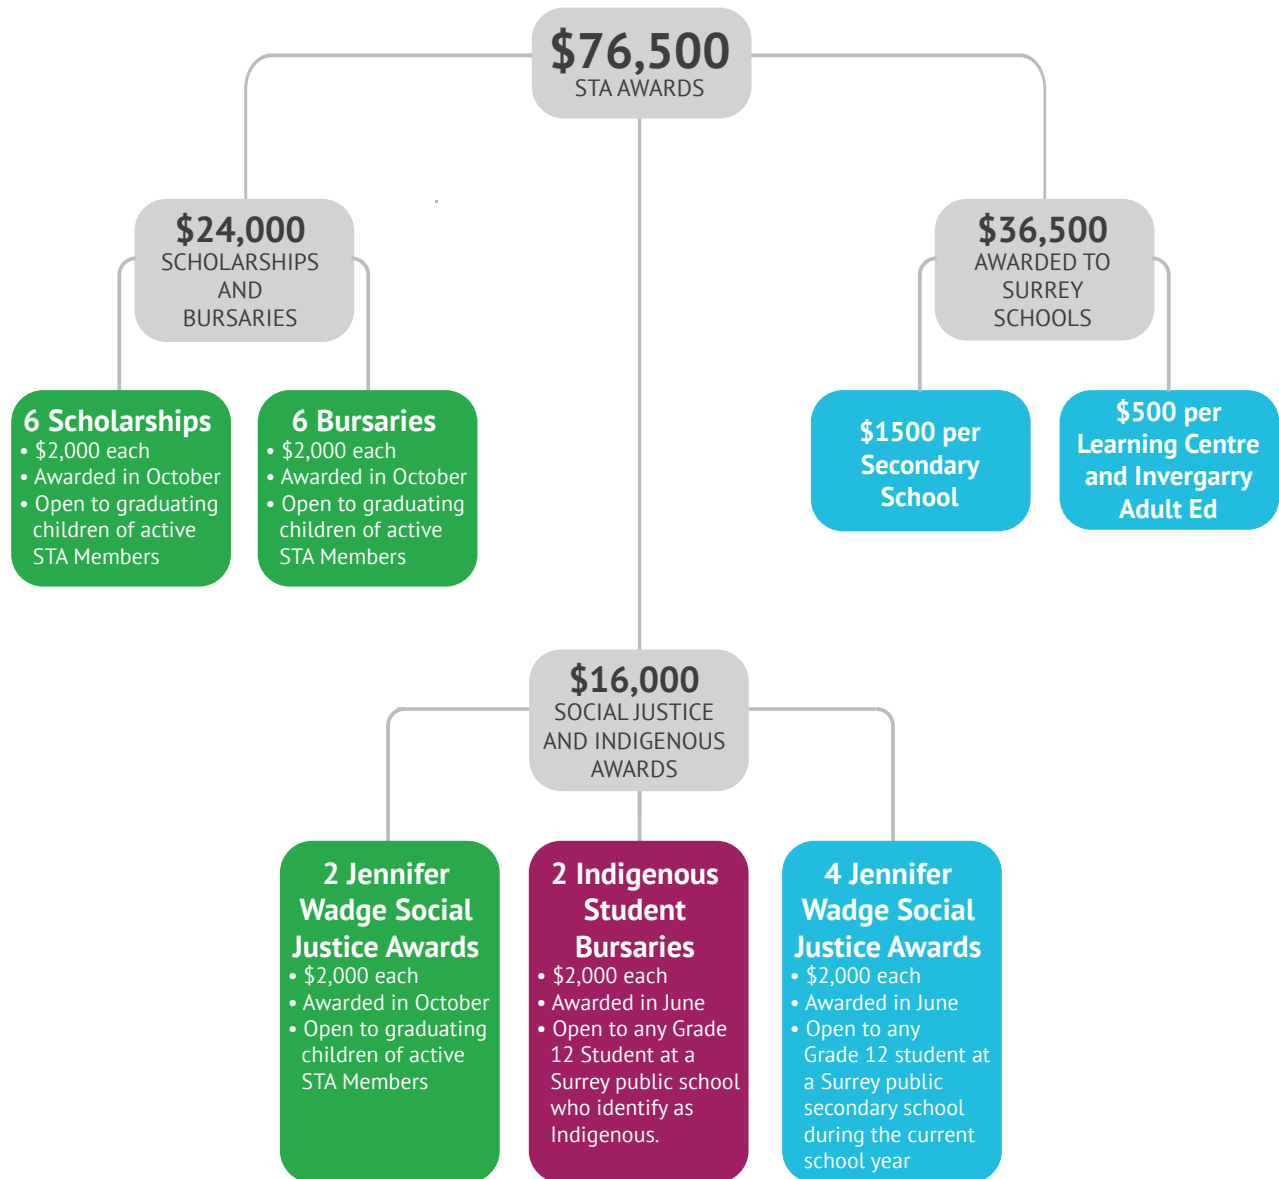 $76,500
STA AWARDS
$24,000
SCHOLARSHIPS
AND
BURSARIES
$36,500
AWARDED TO
SURREY
SCHOOLS
6 Scholarships
• $2,000 each
• Awarded in October
• Open to graduating
children of active
STA Members
6 Bursaries
• $2,000 each
• Awarded in October
• Open to graduating
children of active
STA Members
$1500 per
Secondary
School
$500 per
Learning Centre
and Invergarry
Adult Ed
$16,000
SOCIAL JUSTICE
AND INDIGENOUS
AWARDS
2 Jennifer
Wadge Social
Justice Awards
• $2,000 each
• Awarded in October
• Open to graduating
children of active
STA Members
2 Indigenous
Student
Bursaries
• $2,000 each
• Awarded in June
• Open to any Grade
12 Student at a
Surrey public school
who identify as
Indigenous.
4 Jennifer
Wadge Social
Justice Awards
• $2,000 each
• Awarded in June
• Open to any
Grade 12 student at
a Surrey public
secondary school
during the current
school year